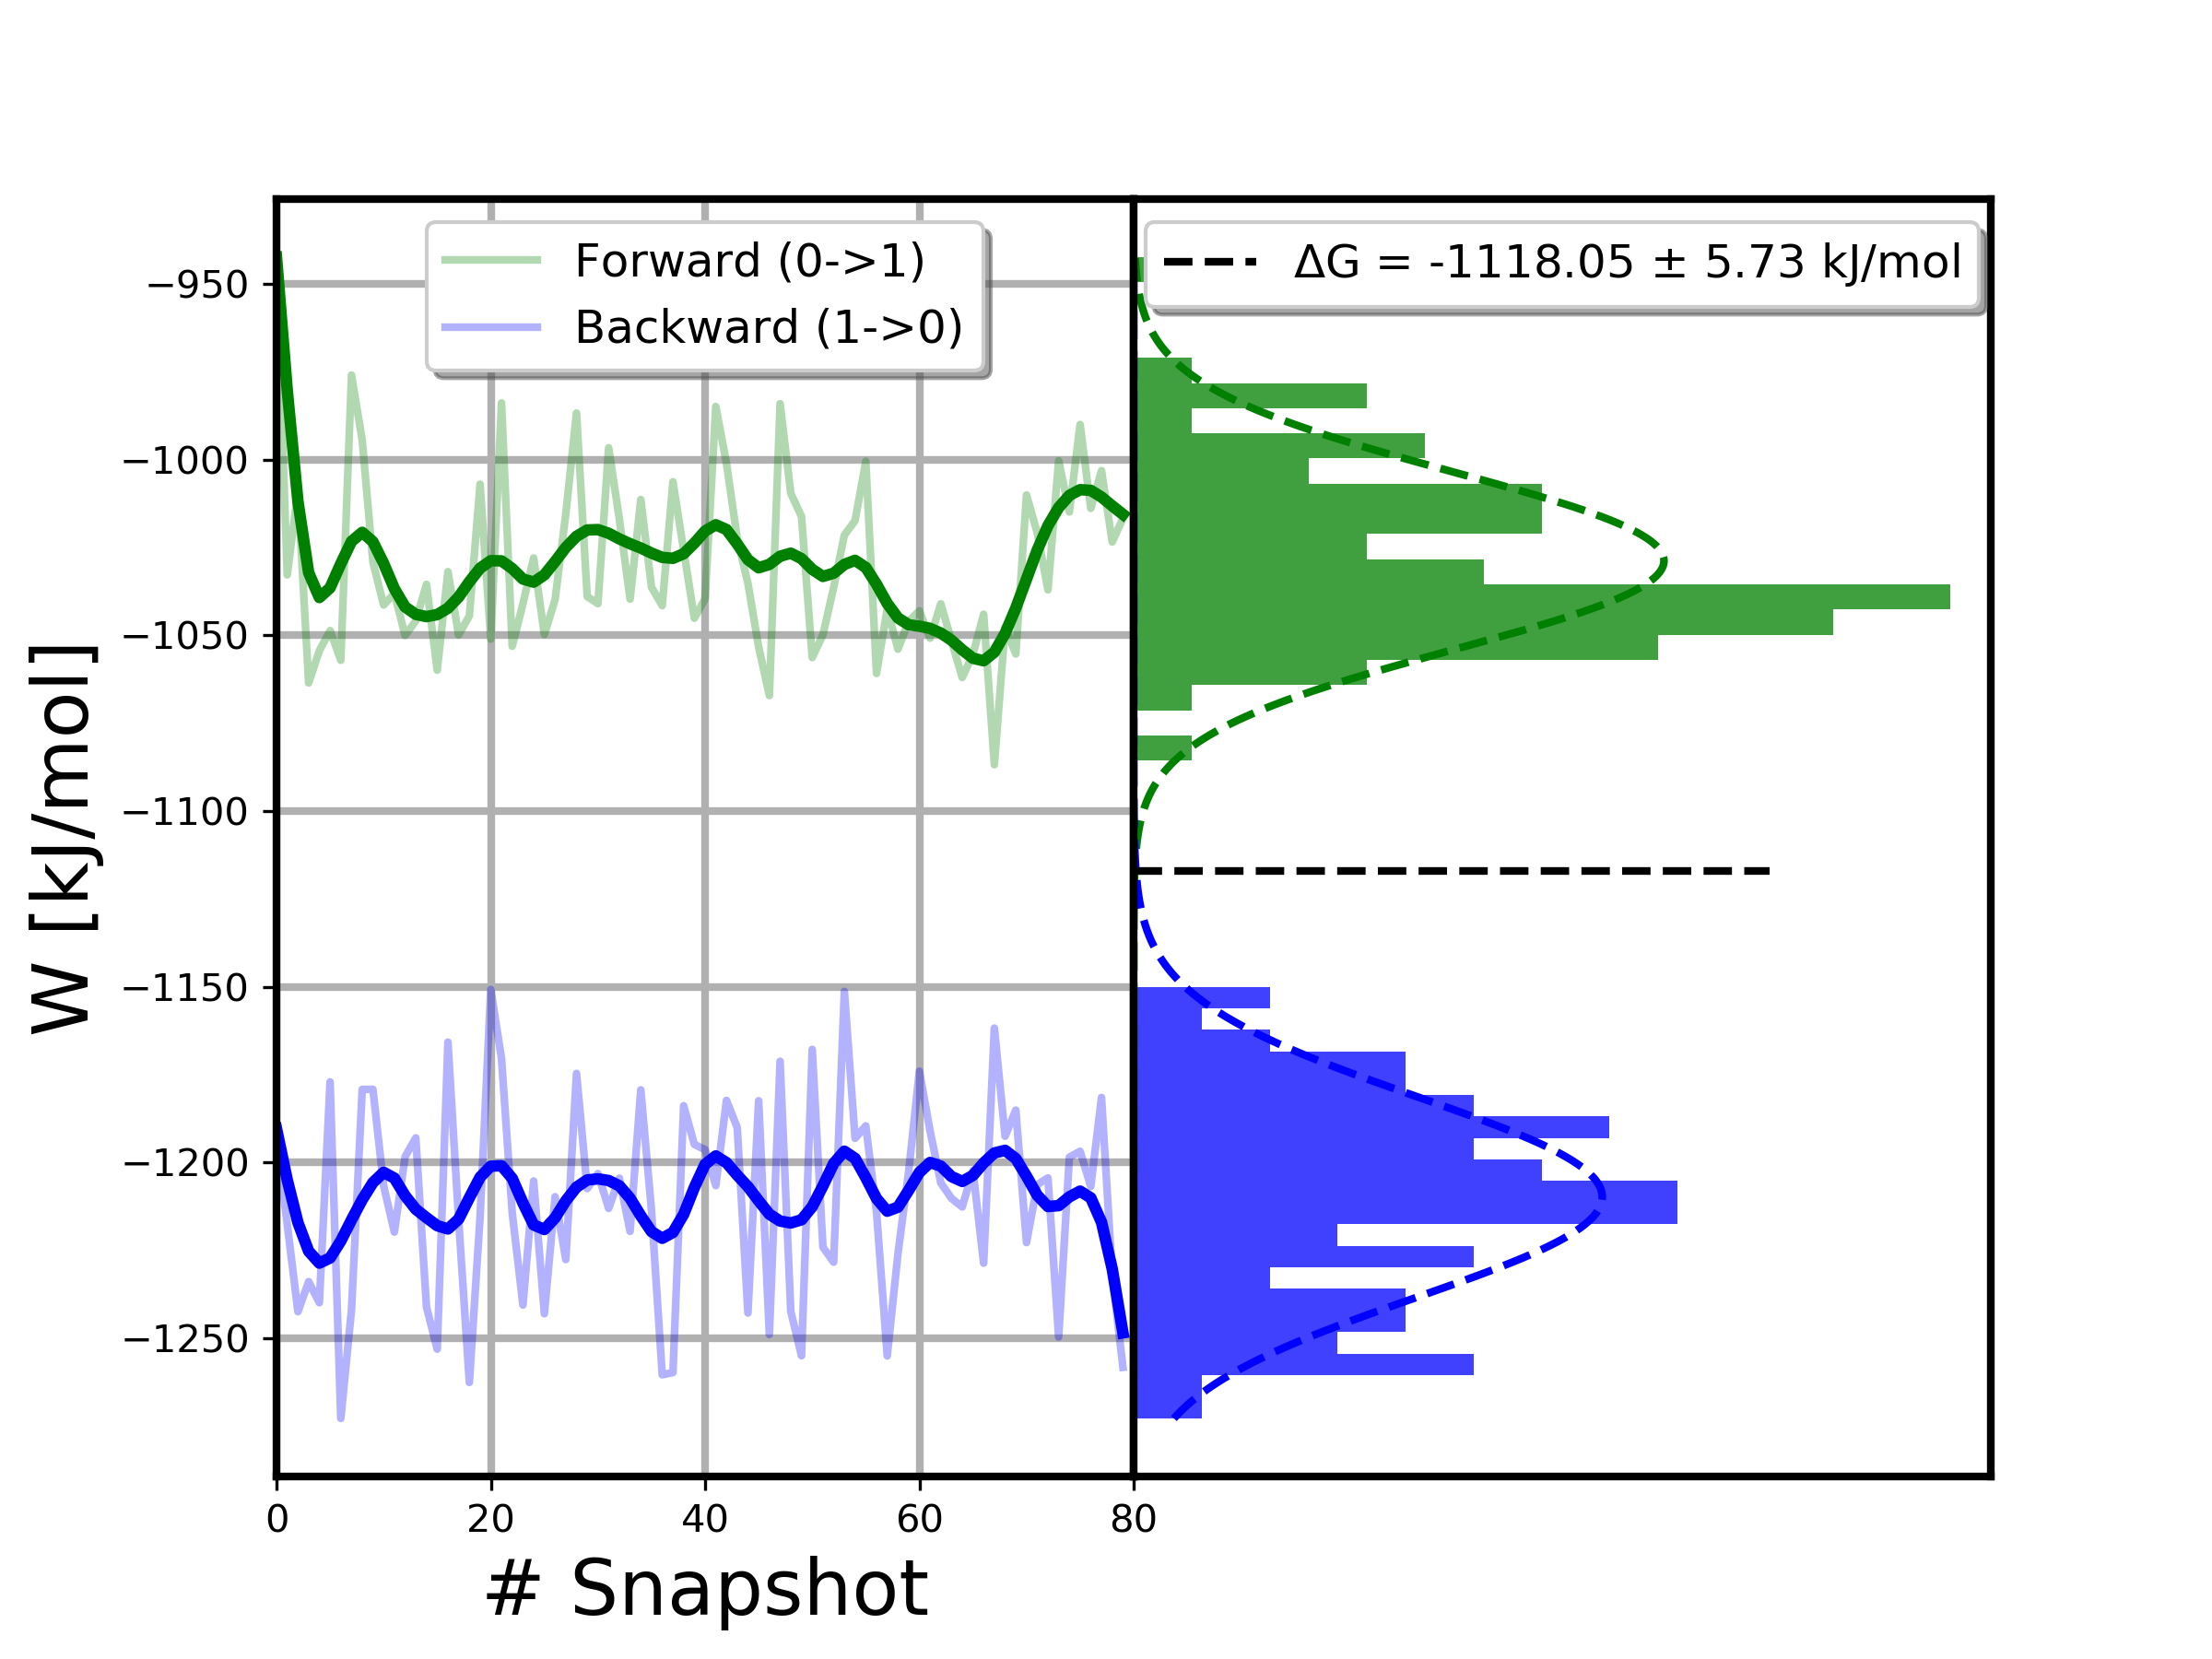 Forward (0->1)
Backward (1->0)
ΔG = -1118.05 ± 5.73 kJ/mol
W [kJ/mol]
−950
−1000
−1050
−1100
−1150
−1200
−1250
0 20 40 60 80
# Snapshot